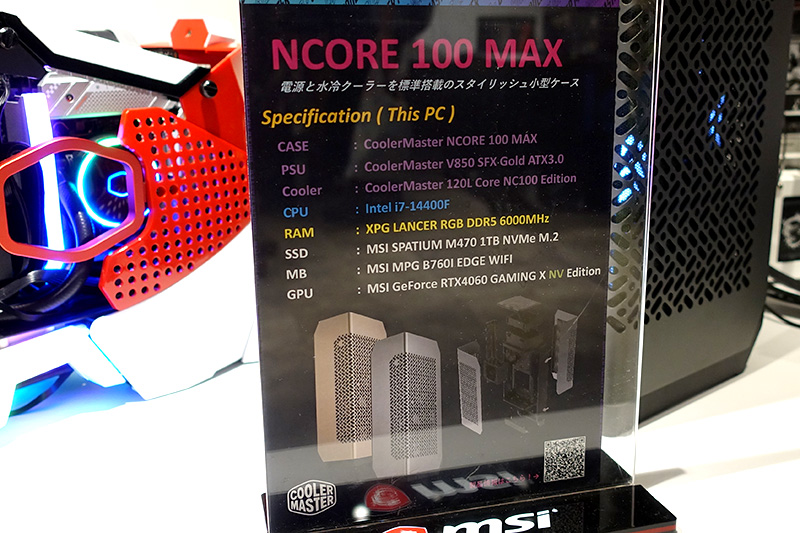 NCORE 100 MAX
電源と水冷クーラーを標準搭載のスタイリッシュ小型ケース
Specification ( This PC )
CASE : CoolerMaster NCORE 100 MAX
PSU : CoolerMaster V850 SFX Gold ATX3.0
Cooler : CoolerMaster 120L Core NC100 Edition
CPU : Intel i7-14400F
RAM : XPG LANCER RGB DDR5 6000MHz
SSD : MSI SPATIUM M470 1TB NVMe M.2
MB : MSI MPG B760I EDGE WIFI
GPU : MSI GeForce RTX4060 GAMING X NV Edition
COOLER
MASTER
msi